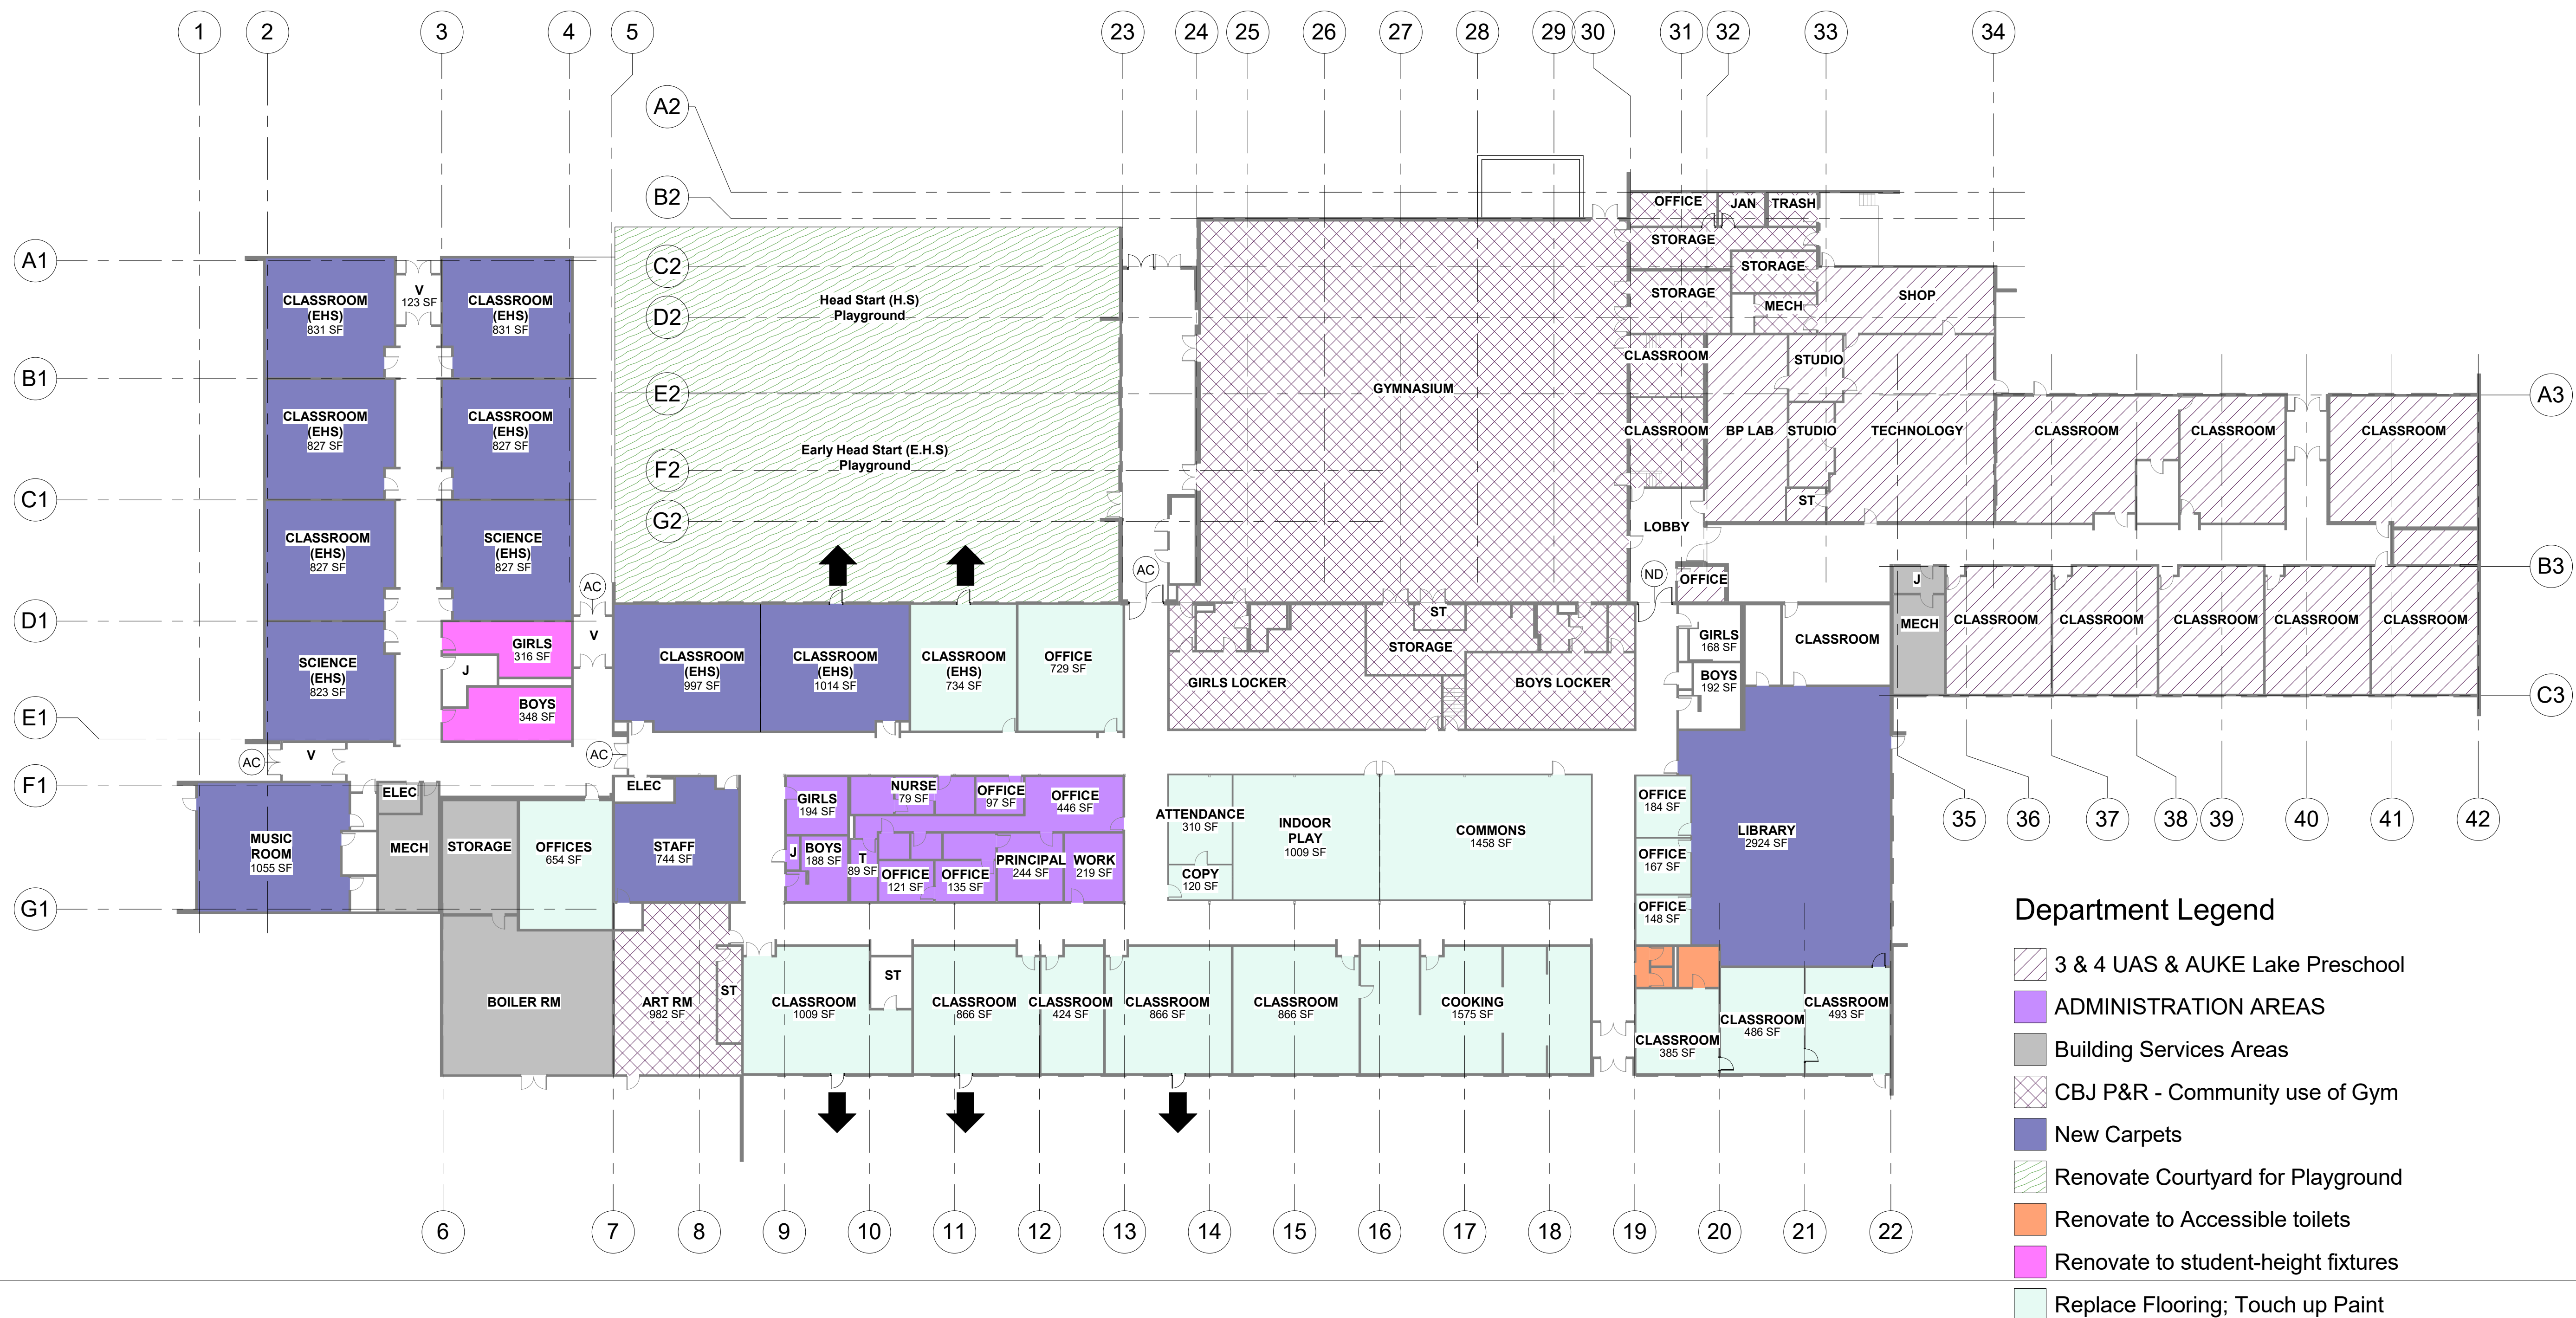 1
2
3
4
5
23
24
25
26
27
28
29
30
31
32
33
34
A2
B2
C2
D2
E2
F2
G2
A1
B1
C1
D1
E1
F1
G1
A3
B3
C3
CLASSROOM
(EHS)
831 SF
V
123 SF
CLASSROOM
(EHS)
831 SF
CLASSROOM
(EHS)
827 SF
CLASSROOM
(EHS)
827 SF
CLASSROOM
(EHS)
827 SF
SCIENCE
(EHS)
827 SF
SCIENCE
(EHS)
823 SF
GIRLS
316 SF
J
BOYS
348 SF
AC
V
AC
AC
V
Head Start (H.S)
Playground
Early Head Start (E.H.S)
Playground
CLASSROOM
(EHS)
997 SF
CLASSROOM
(EHS)
1014 SF
CLASSROOM
(EHS)
734 SF
OFFICE
729 SF
AC
GYMNASIUM
OFFICE
JAN
TRASH
STORAGE
STORAGE
STORAGE
MECH
SHOP
CLASSROOM
CLASSROOM
BP LAB
STUDIO
STUDIO
ST
TECHNOLOGY
CLASSROOM
CLASSROOM
CLASSROOM
LOBBY
ND
OFFICE
ST
STORAGE
GIRLS LOCKER
BOYS LOCKER
GIRLS
168 SF
BOYS
192 SF
CLASSROOM
J
MECH
CLASSROOM
CLASSROOM
CLASSROOM
CLASSROOM
CLASSROOM
MUSIC
ROOM
1055 SF
ELEC
MECH
STORAGE
OFFICES
654 SF
BOILER RM
ELEC
STAFF
744 SF
ART RM
982 SF
ST
GIRLS
194 SF
NURSE
79 SF
OFFICE
97 SF
OFFICE
446 SF
J
BOYS
188 SF
T
89 SF
OFFICE
121 SF
OFFICE
135 SF
PRINCIPAL
244 SF
WORK
219 SF
ATTENDANCE
310 SF
COPY
120 SF
INDOOR
PLAY
1009 SF
COMMONS
1458 SF
OFFICE
184 SF
OFFICE
167 SF
OFFICE
148 SF
LIBRARY
2924 SF
CLASSROOM
1009 SF
ST
CLASSROOM
866 SF
CLASSROOM
424 SF
CLASSROOM
866 SF
CLASSROOM
866 SF
COOKING
1575 SF
CLASSROOM
385 SF
CLASSROOM
486 SF
CLASSROOM
493 SF
35
36
37
38
39
40
41
42
6
7
8
9
10
11
12
13
14
15
16
17
18
19
20
21
22
Department Legend
3 & 4 UAS & AUKE Lake Preschool
ADMINISTRATION AREAS
Building Services Areas
CBJ P&R - Community use of Gym
New Carpets
Renovate Courtyard for Playground
Renovate to Accessible toilets
Renovate to student-height fixtures
Replace Flooring; Touch up Paint